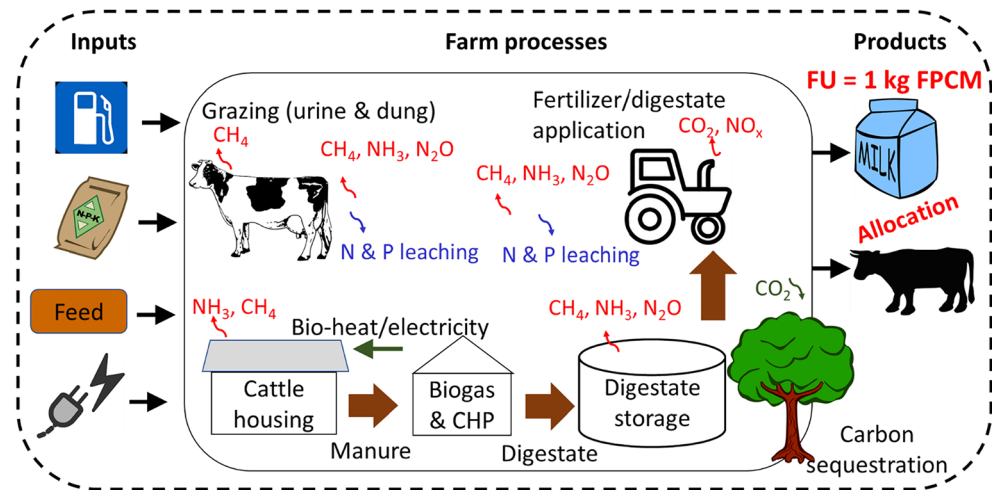 Inputs
Farm processes
Products
FU = 1 kg FPCM
Grazing (urine & dung)
CH₄
CH₄, NH₃, N₂O
N & P leaching
Fertilizer/digestate
application
CO₂, NOₓ
CH₄, NH₃, N₂O
N & P leaching
MILK
Allocation
N-P-K
Feed
NH₃, CH₄
Bio-heat/electricity
CH₄, NH₃, N₂O
CO₂
Cattle
housing
Biogas
& CHP
Digestate
storage
Manure
Digestate
Carbon
sequestration